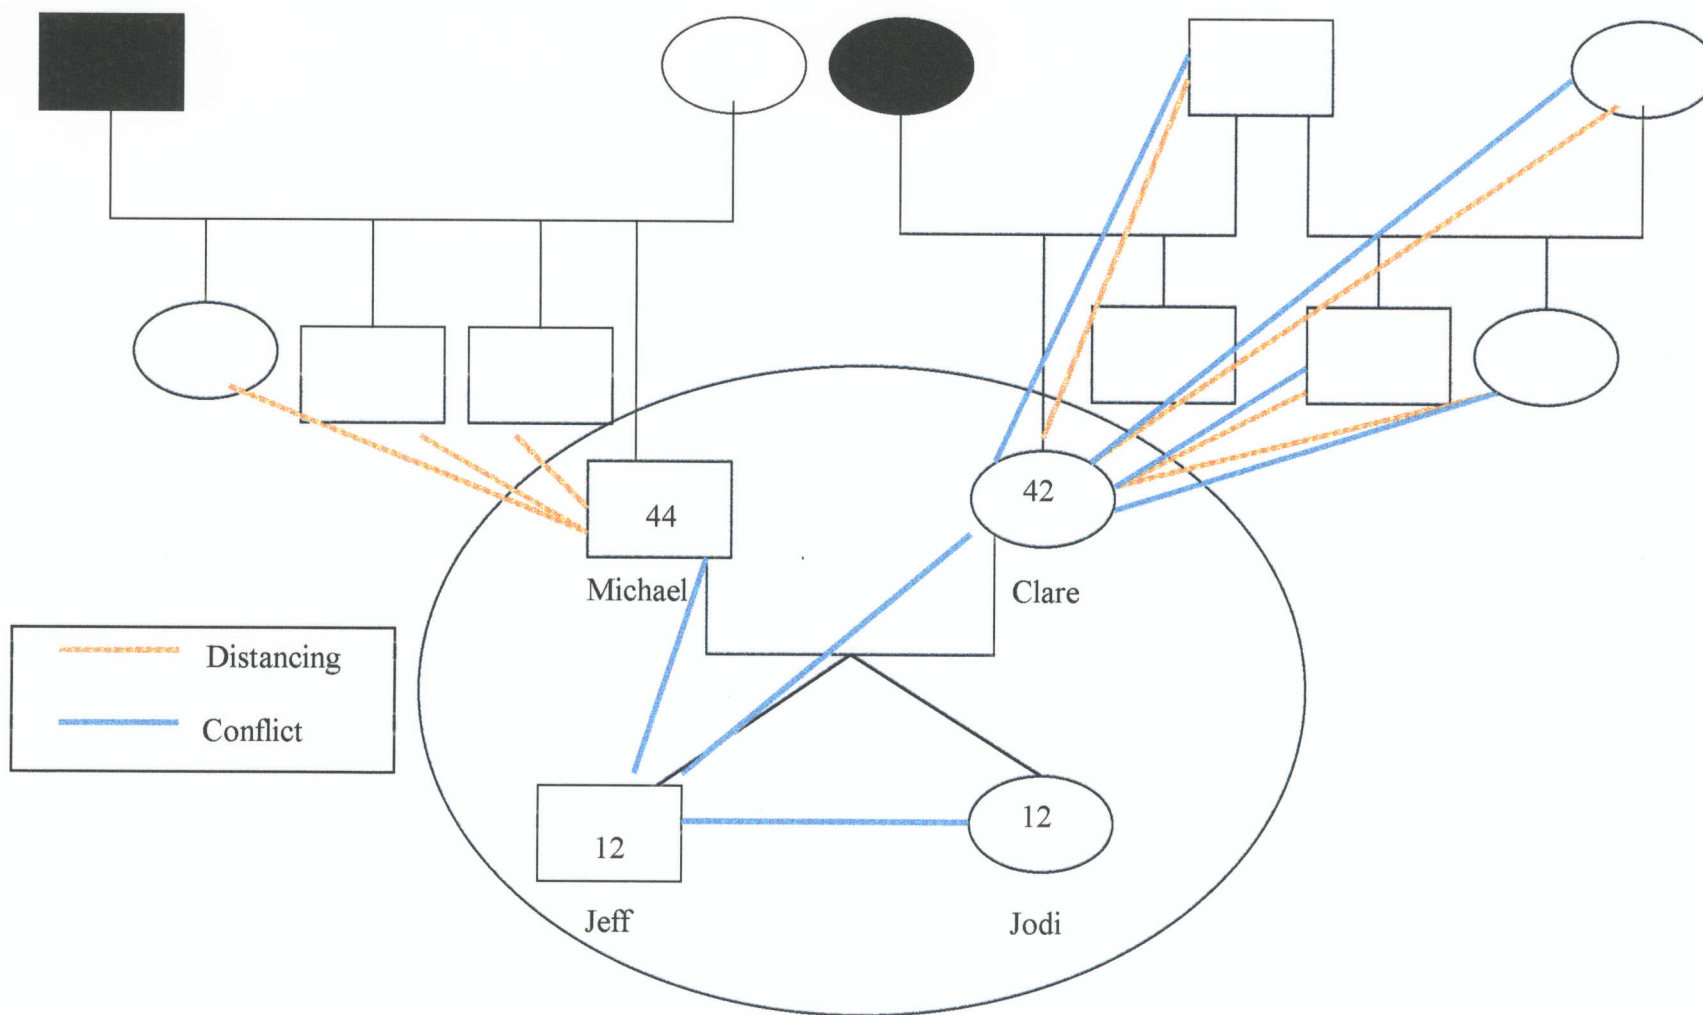 44
42
Michael
Clare
Distancing
Conflict
12
12
Jeff
Jodi